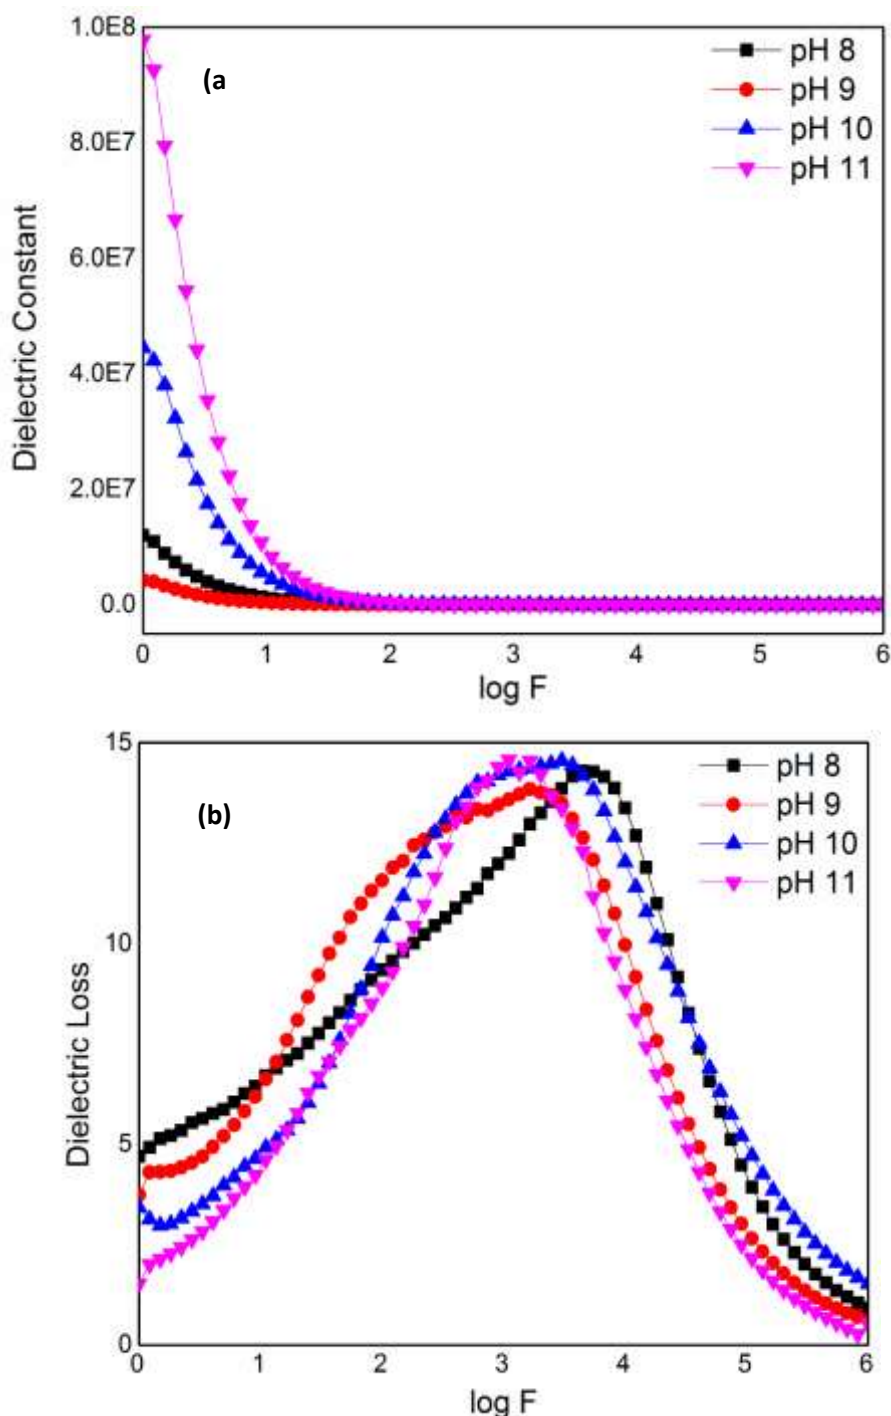 1.0E8
8.0E7
6.0E7
4.0E7
2.0E7
0.0
Dielectric Constant
(a
pH 8
pH 9
pH 10
pH 11
0 1 2 3 4 5 6
log F
15
10
5
0
Dielectric Loss
(b)
pH 8
pH 9
pH 10
pH 11
0 1 2 3 4 5 6
log F